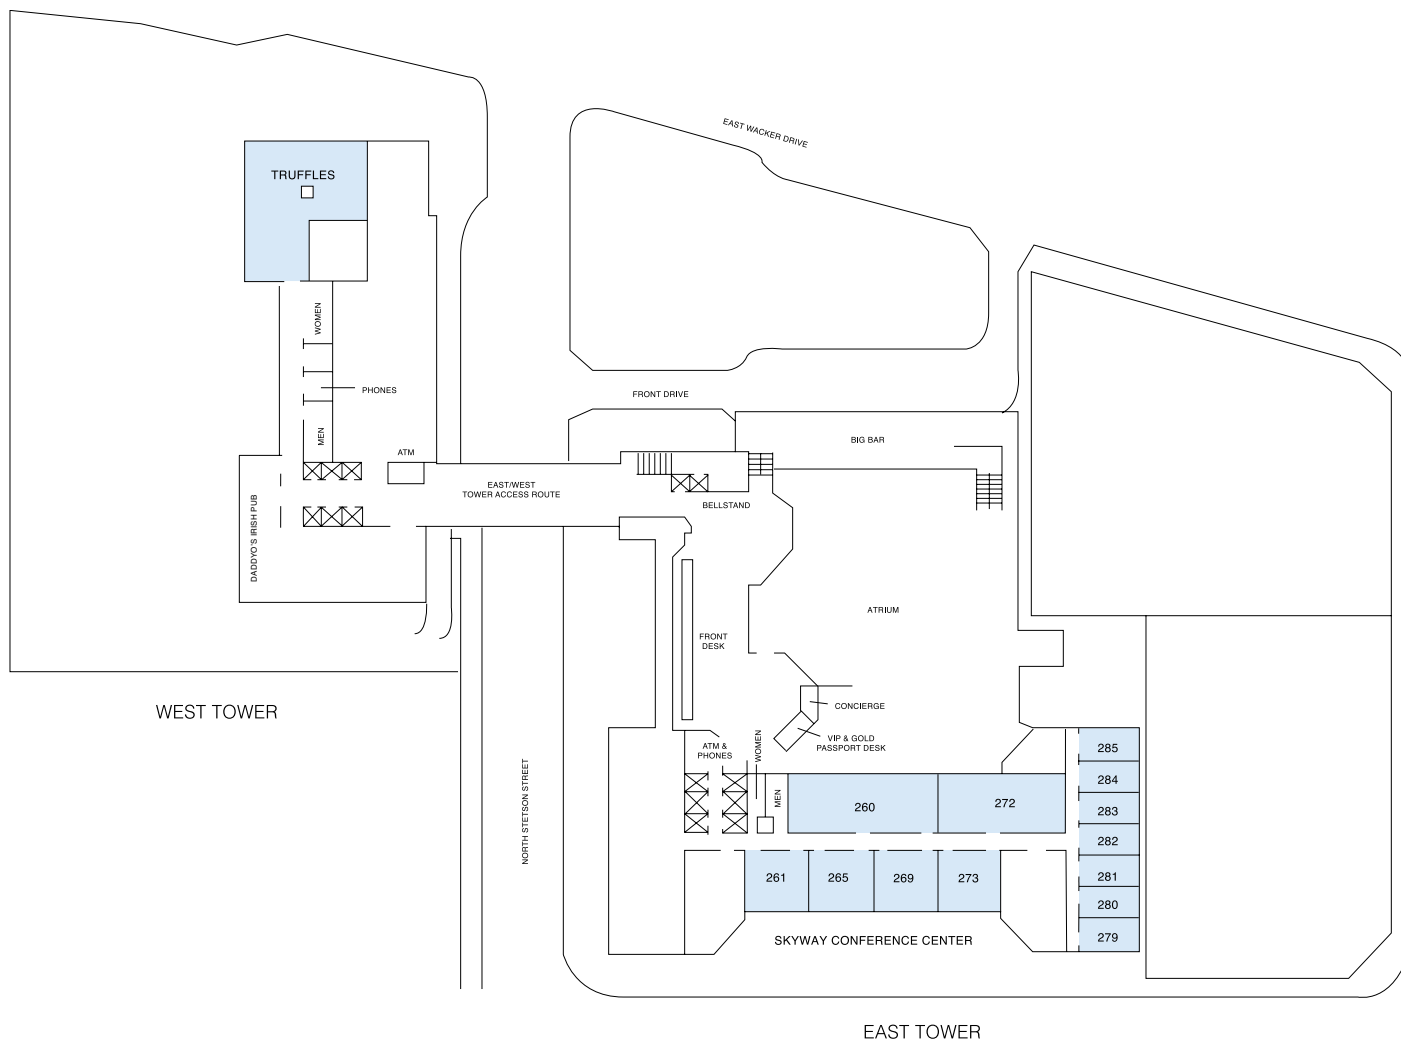 EAST WACKER DRIVE
TRUFFLES
WOMEN
PHONES
MEN
ATM
FRONT DRIVE
BIG BAR
EAST/WEST
TOWER ACCESS ROUTE
BELLSTAND
DADDYO'S IRISH PUB
ATRIUM
FRONT
DESK
CONCIERGE
VIP & GOLD
PASSPORT DESK
WEST TOWER
ATM &
PHONES
WOMEN
MEN
NORTH STETSON STREET
260
272
285
284
283
282
281
280
279
261
265
269
273
SKYWAY CONFERENCE CENTER
EAST TOWER